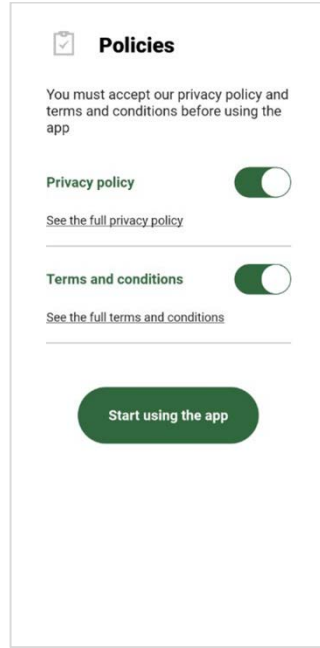 Policies
You must accept our privacy policy and
terms and conditions before using the
app
Privacy policy
See the full privacy policy
Terms and conditions
See the full terms and conditions
Start using the app